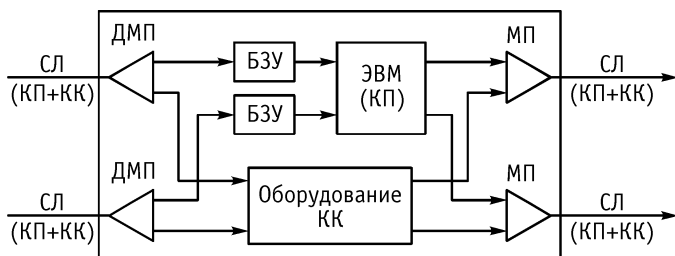 ДМП
МП
СЛ
(КП+КК)
БЗУ
ЭВМ
(КП)
СЛ
(КП+КК)
БЗУ
ДМП
МП
СЛ
(КП+КК)
Оборудование
КК
СЛ
(КП+КК)